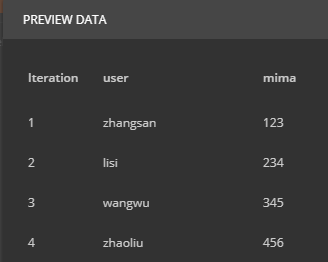 PREVIEW DATA
Iteration user mima
1 zhangsan 123
2 lisi 234
3 wangwu 345
4 zhaoliu 456